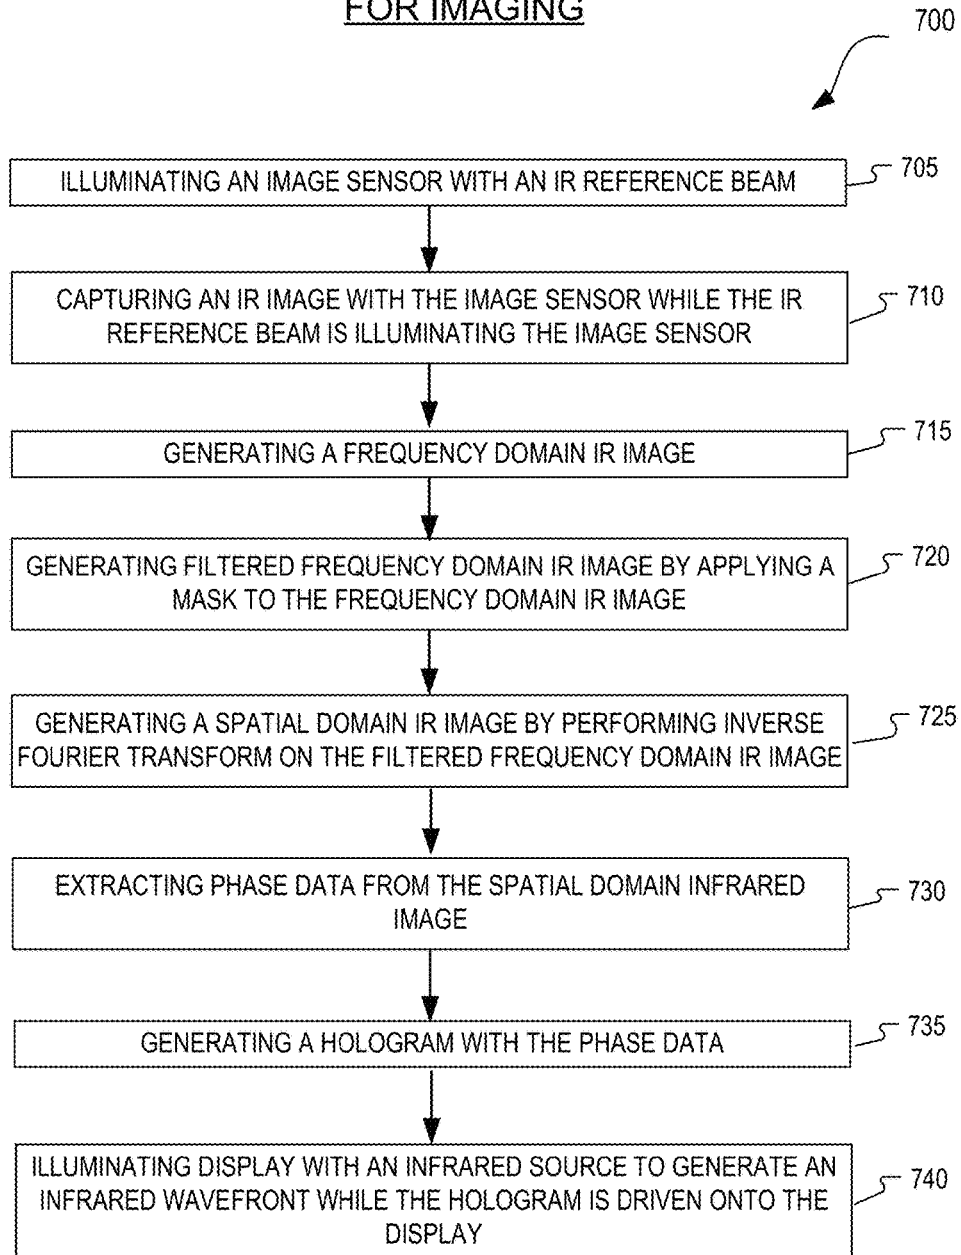 FOR IMAGING
700
ILLUMINATING AN IMAGE SENSOR WITH AN IR REFERENCE BEAM
705
CAPTURING AN IR IMAGE WITH THE IMAGE SENSOR WHILE THE IR
REFERENCE BEAM IS ILLUMINATING THE IMAGE SENSOR
710
GENERATING A FREQUENCY DOMAIN IR IMAGE
715
GENERATING FILTERED FREQUENCY DOMAIN IR IMAGE BY APPLYING A
MASK TO THE FREQUENCY DOMAIN IR IMAGE
720
GENERATING A SPATIAL DOMAIN IR IMAGE BY PERFORMING INVERSE
FOURIER TRANSFORM ON THE FILTERED FREQUENCY DOMAIN IR IMAGE
725
EXTRACTING PHASE DATA FROM THE SPATIAL DOMAIN INFRARED
IMAGE
730
GENERATING A HOLOGRAM WITH THE PHASE DATA
735
ILLUMINATING DISPLAY WITH AN INFRARED SOURCE TO GENERATE AN
INFRARED WAVEFRONT WHILE THE HOLOGRAM IS DRIVEN ONTO THE
DISPLAY
740